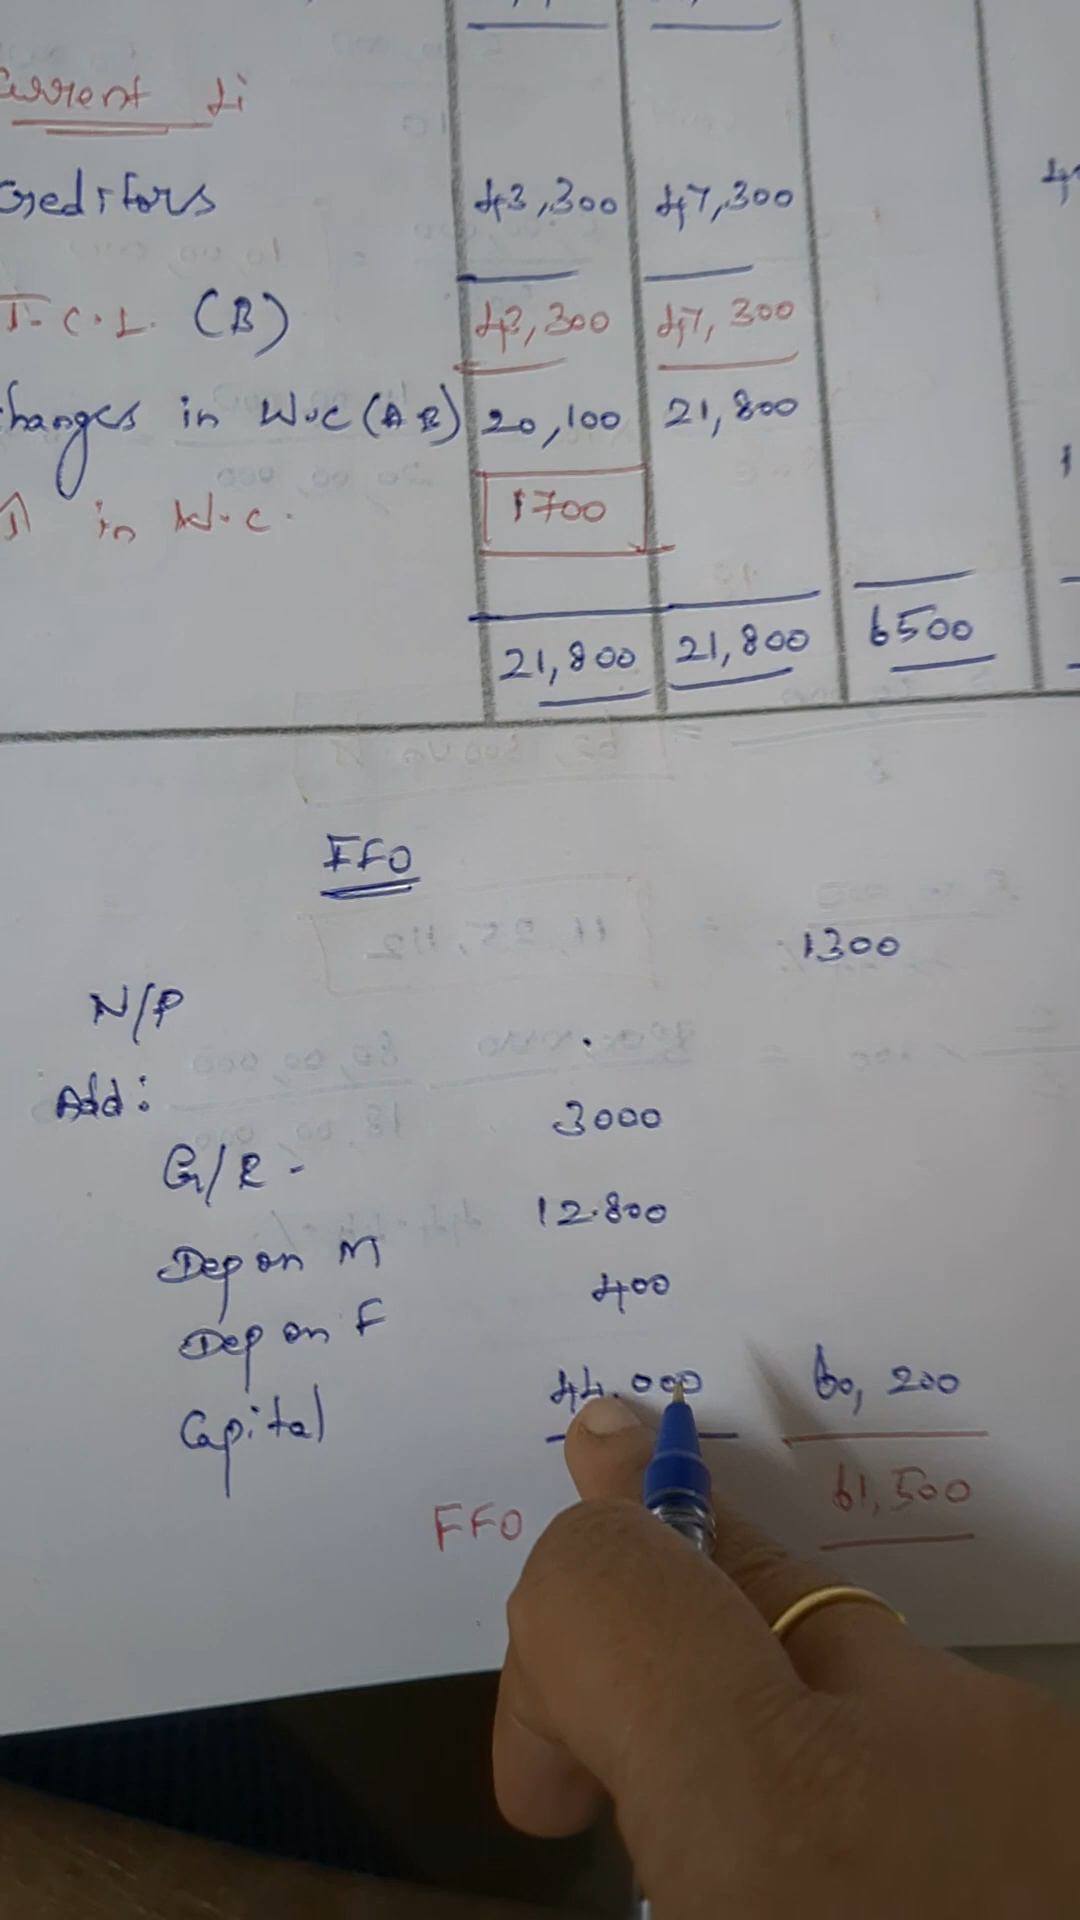 Current Li
Creditors 43,300 47,300
T.C.L. (B) 43,300 47,300
changes in W.C (A B) 20,100 21,800
in W.C. 1700
21,800 21,800 6500
FFO
N/P 1300
Add:
G/R - 3000
Dep on M 12.800
Dep on F 400
Capital 44.000 60,200
FFO 61,500